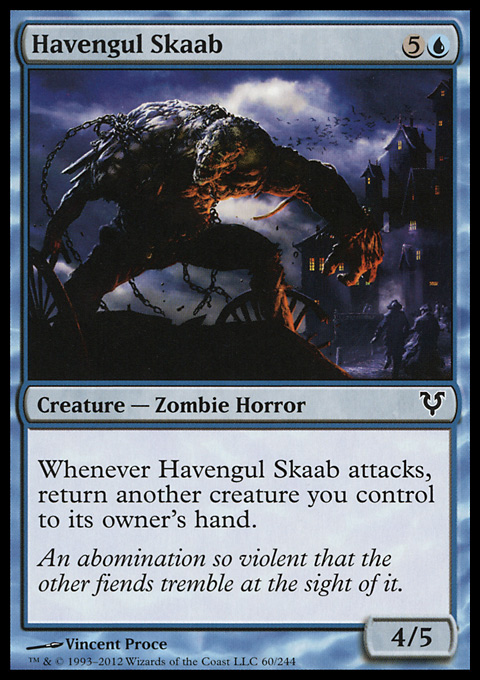 Havengul Skaab 5
Creature — Zombie Horror
Whenever Havengul Skaab attacks,
return another creature you control
to its owner's hand.
An abomination so violent that the
other fiends tremble at the sight of it.
4/5
Vincent Proce
™ & © 1993–2012 Wizards of the Coast LLC 60/244